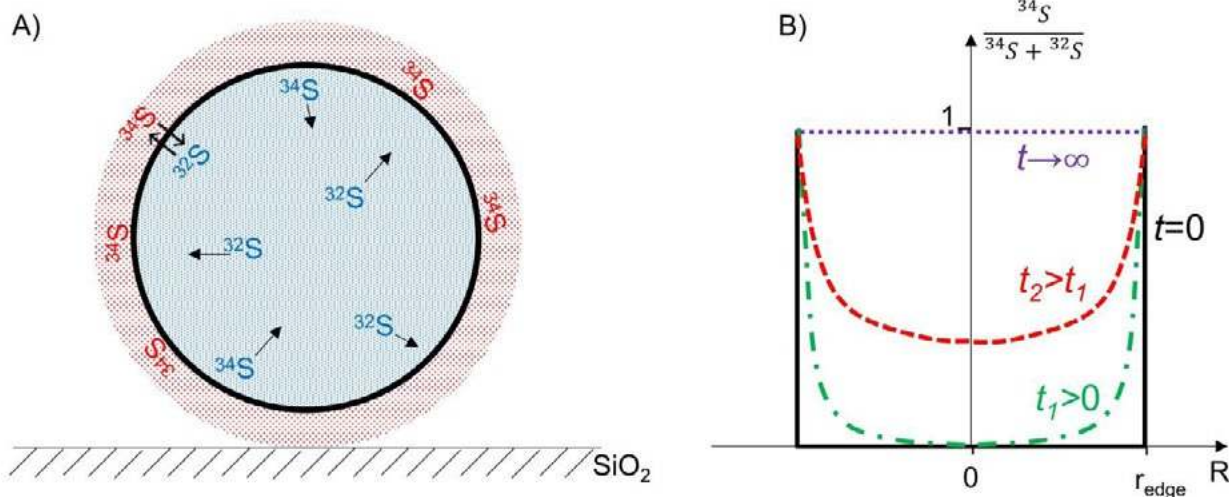 A)
³⁴S
³⁴S
³⁴S
³²S
³²S
³⁴S
³⁴S
³²S
³²S
³⁴S
³⁴S
SiO₂
B)
³⁴S
³⁴S + ³²S
1
t→∞
t=0
t₂>t₁
t₁>0
0
r_edge
R